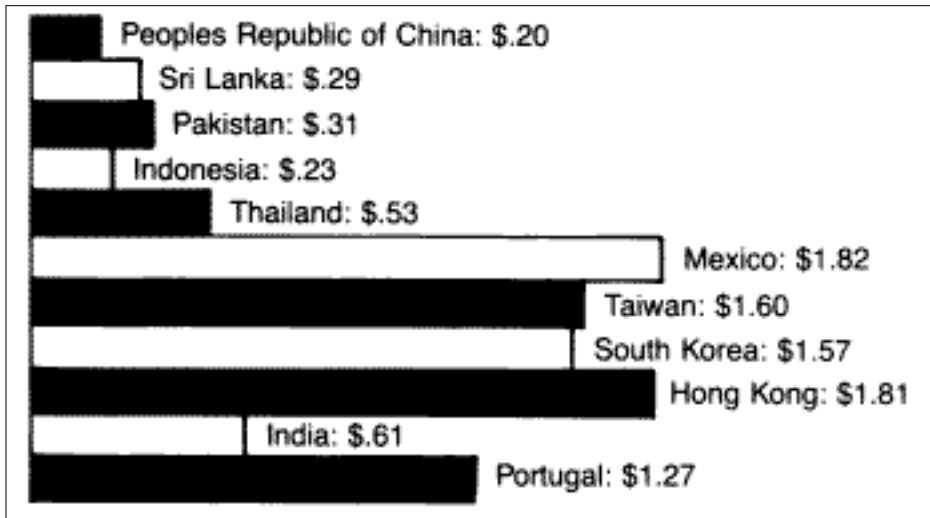 Peoples Republic of China: $.20
Sri Lanka: $.29
Pakistan: $.31
Indonesia: $.23
Thailand: $.53
Mexico: $1.82
Taiwan: $1.60
South Korea: $1.57
Hong Kong: $1.81
India: $.61
Portugal: $1.27